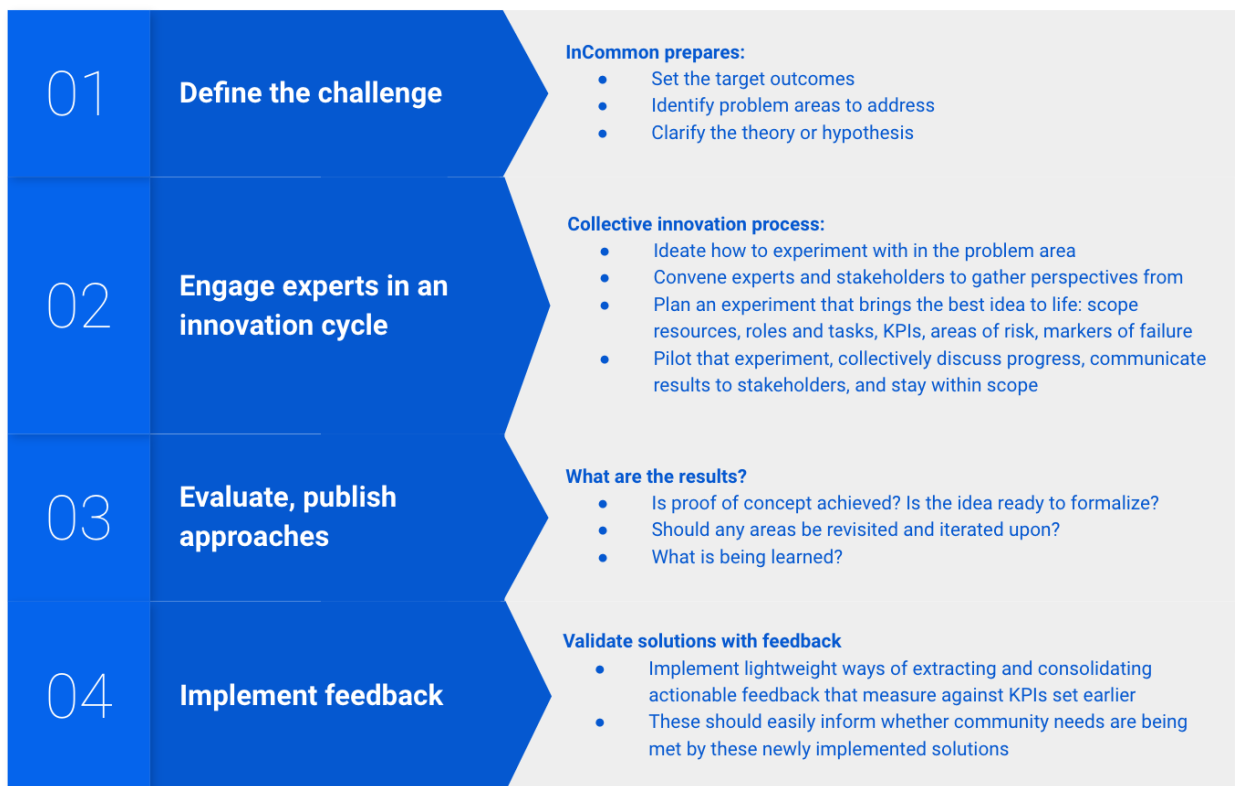 01
Define the challenge
InCommon prepares:
● Set the target outcomes
● Identify problem areas to address
● Clarify the theory or hypothesis
02
Engage experts in an
innovation cycle
Collective innovation process:
● Ideate how to experiment with in the problem area
● Convene experts and stakeholders to gather perspectives from
● Plan an experiment that brings the best idea to life: scope
resources, roles and tasks, KPIs, areas of risk, markers of failure
● Pilot that experiment, collectively discuss progress, communicate
results to stakeholders, and stay within scope
03
Evaluate, publish
approaches
What are the results?
● Is proof of concept achieved? Is the idea ready to formalize?
● Should any areas be revisited and iterated upon?
● What is being learned?
04
Implement feedback
Validate solutions with feedback
● Implement lightweight ways of extracting and consolidating
actionable feedback that measure against KPIs set earlier
● These should easily inform whether community needs are being
met by these newly implemented solutions